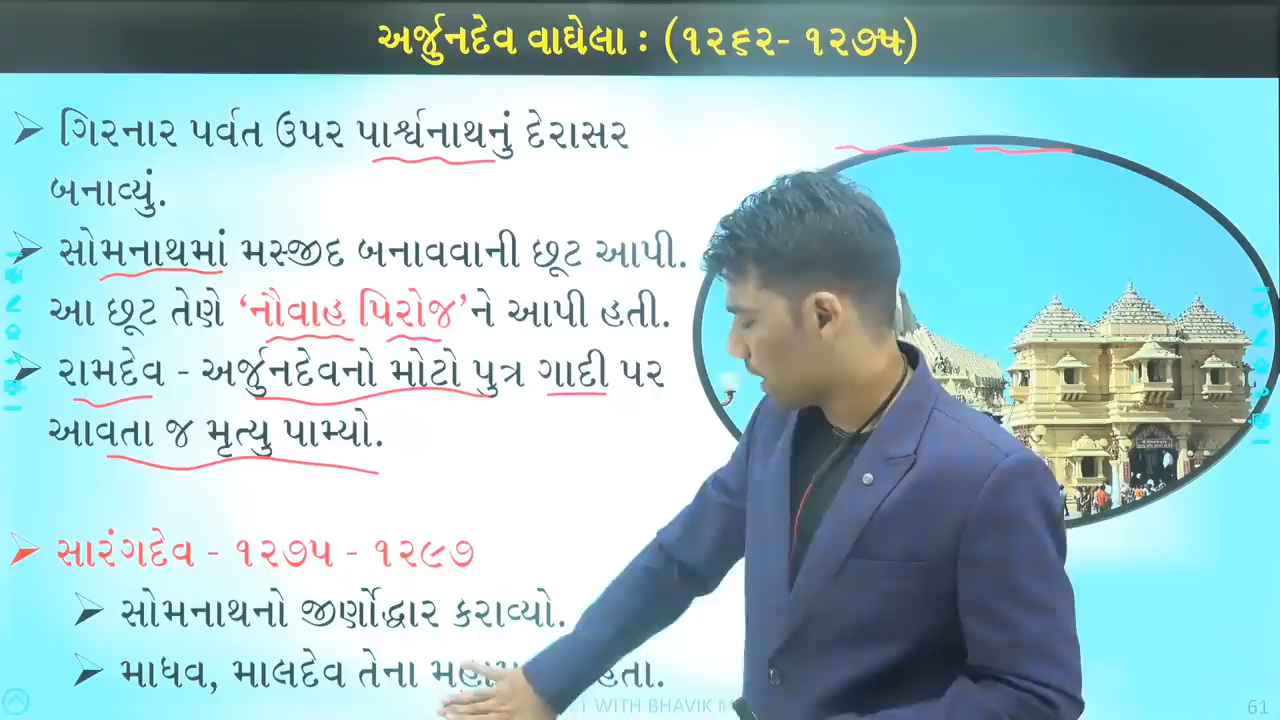 અર્જુનદેવ વાઘેલા : (૧૨૬૨- ૧૨૭૫)
ગિરનાર પર્વત ઉપર પાર્શ્વનાથનું દેરાસર
બનાવ્યું.
સોમનાથમાં મસ્જીદ બનાવવાની છૂટ આપી.
આ છૂટ તેણે ‘નૌવાહ પિરોજ’ને આપી હતી.
રામદેવ - અર્જુનદેવનો મોટો પુત્ર ગાદી પર
આવતા જ મૃત્યુ પામ્યો.
સારંગદેવ - ૧૨૭૫ - ૧૨૯૭
સોમનાથનો જીર્ણોદ્ધાર કરાવ્યો.
માધવ, માલદેવ તેના હતા.
WITH BHAVIK
61